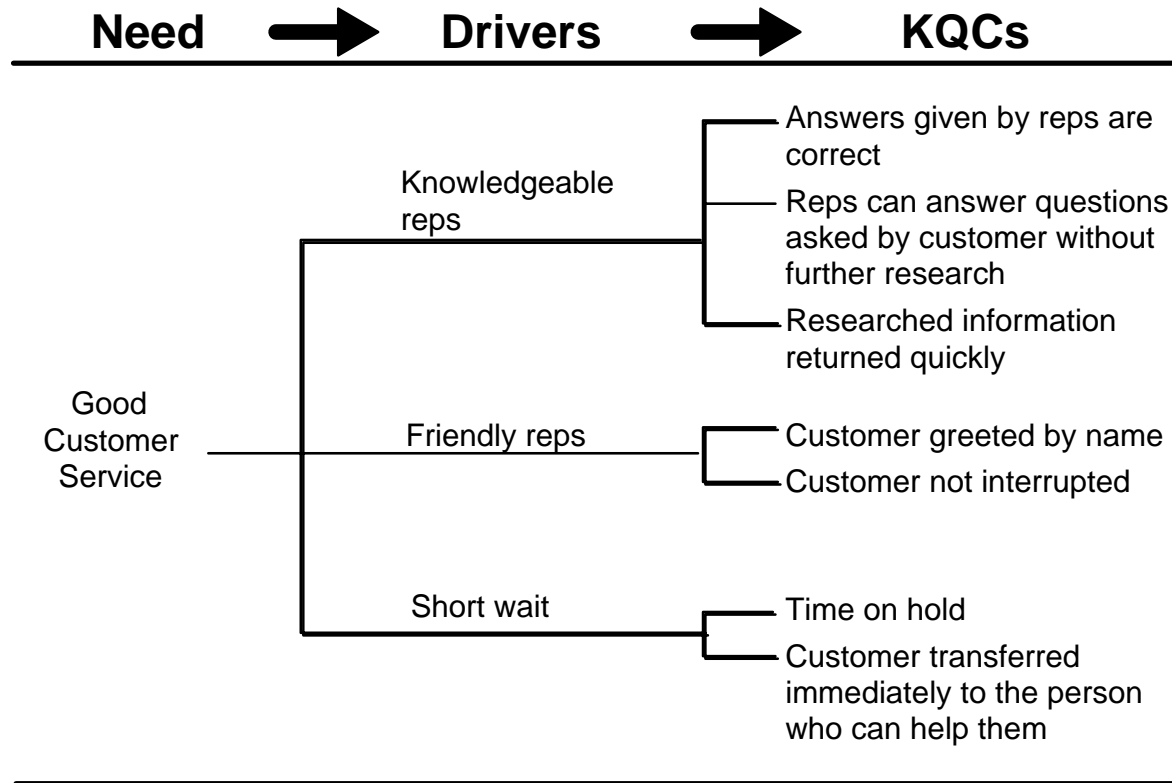 Need Drivers KQCs
Answers given by reps are
correct
Knowledgeable
reps
Reps can answer questions
asked by customer without
further research
Researched information
returned quickly
Good
Customer
Service
Friendly reps
Customer greeted by name
Customer not interrupted
Short wait
Time on hold
Customer transferred
immediately to the person
who can help them